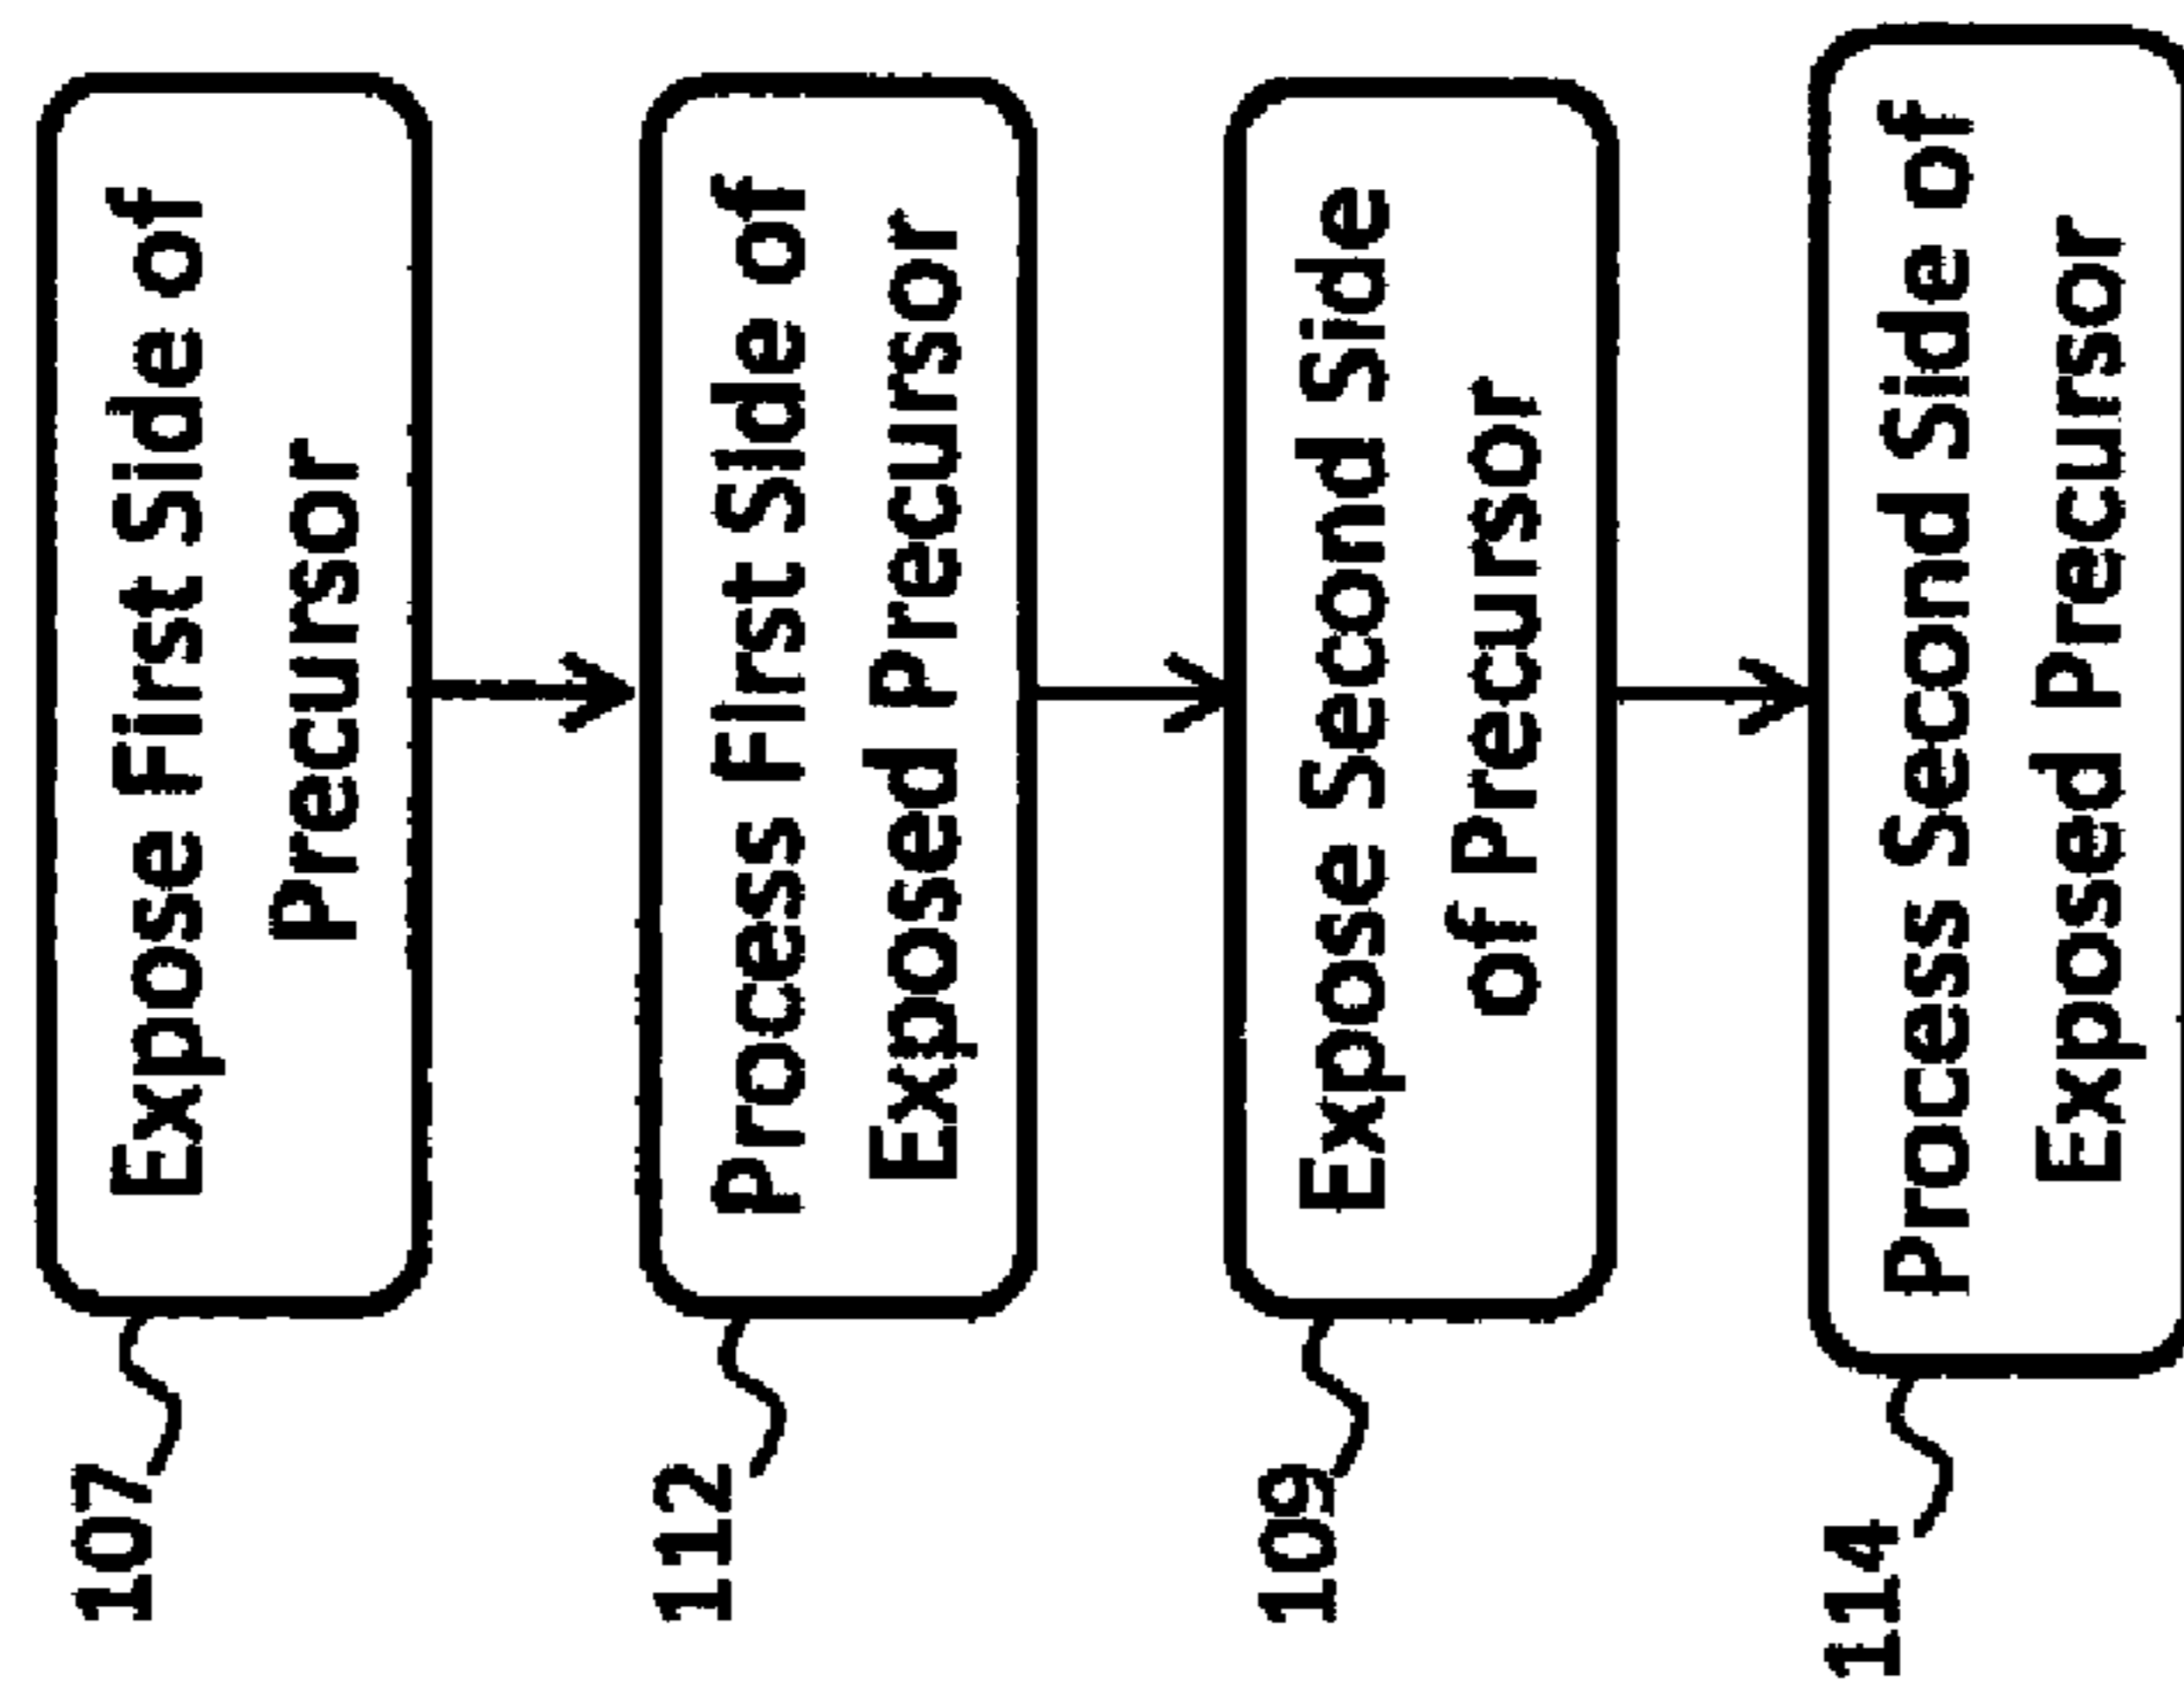 107
Expose First Side of
Precursor
112
Process First Side of
Exposed Precursor
109
Expose Second Side
of Precursor
114
Process Second Side of
Exposed Precursor